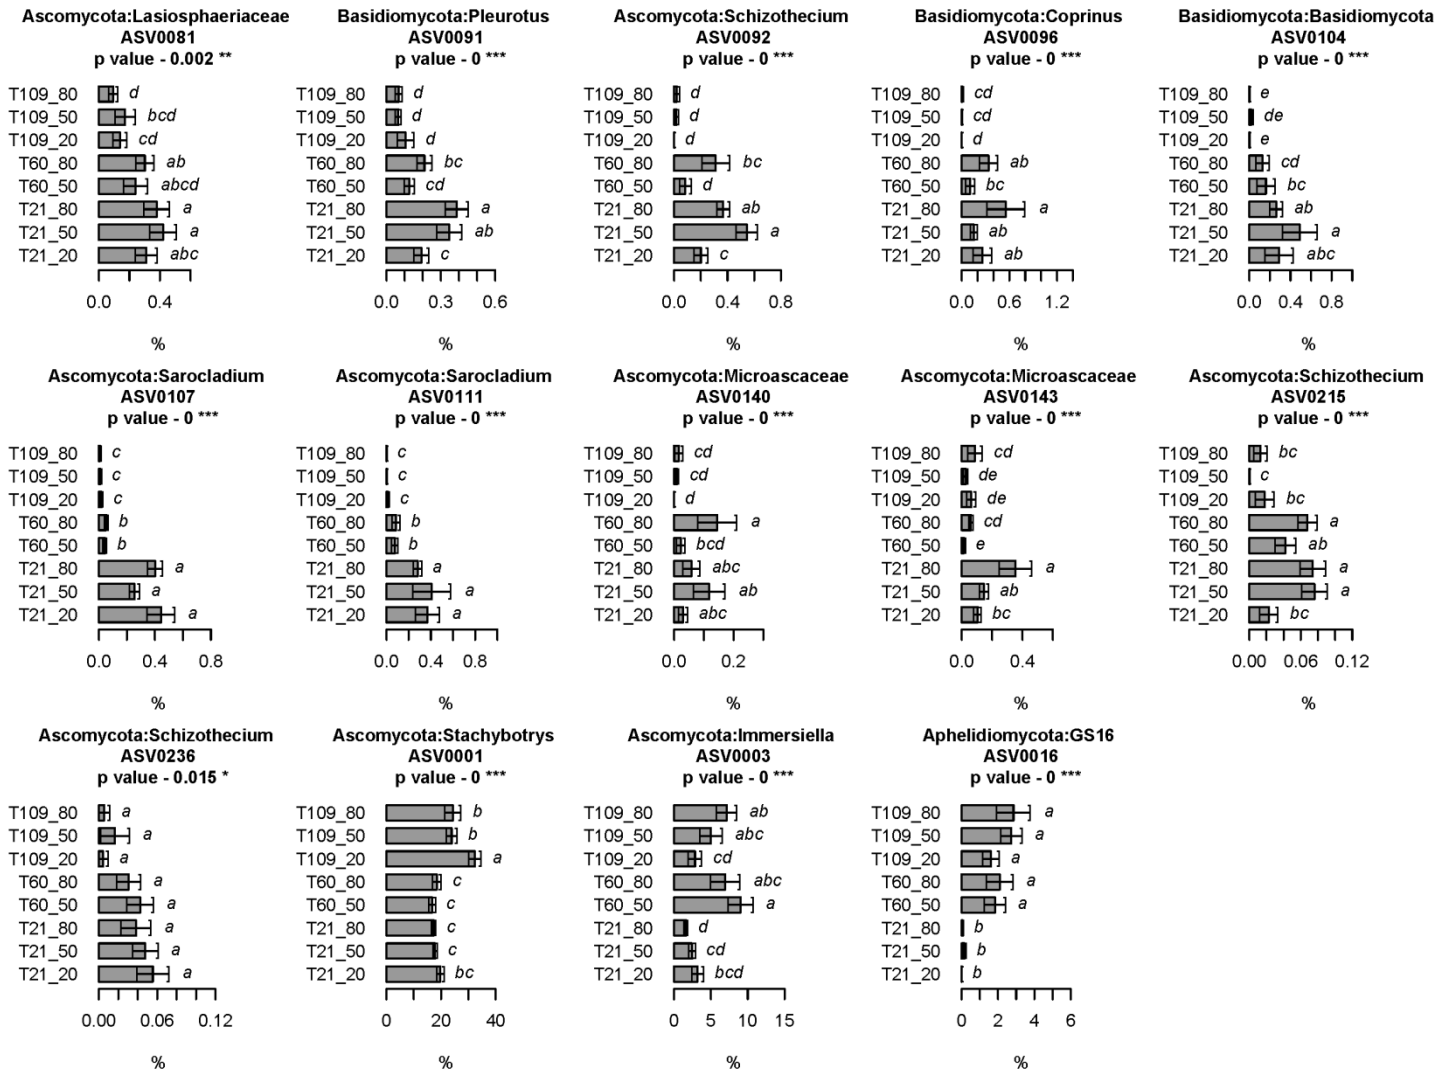 Ascomycota:Lasiosphaeriaceae
ASV0081
p value - 0.002 **
T109_80 d
T109_50 bcd
T109_20 cd
T60_80 ab
T60_50 abcd
T21_80 a
T21_50 a
T21_20 abc
0.0 0.4
%
Basidiomycota:Pleurotus
ASV0091
p value - 0 ***
T109_80 d
T109_50 d
T109_20 d
T60_80 bc
T60_50 cd
T21_80 a
T21_50 ab
T21_20 c
0.0 0.3 0.6
%
Ascomycota:Schizothecium
ASV0092
p value - 0 ***
T109_80 d
T109_50 d
T109_20 d
T60_80 bc
T60_50 d
T21_80 ab
T21_50 a
T21_20 c
0.0 0.4 0.8
%
Basidiomycota:Coprinus
ASV0096
p value - 0 ***
T109_80 cd
T109_50 cd
T109_20 d
T60_80 ab
T60_50 bc
T21_80 a
T21_50 ab
T21_20 ab
0.0 0.6 1.2
%
Basidiomycota:Basidiomycota
ASV0104
p value - 0 ***
T109_80 e
T109_50 de
T109_20 e
T60_80 cd
T60_50 bc
T21_80 ab
T21_50 a
T21_20 abc
0.0 0.4 0.8
%
Ascomycota:Sarocladium
ASV0107
p value - 0 ***
T109_80 c
T109_50 c
T109_20 c
T60_80 b
T60_50 b
T21_80 a
T21_50 a
T21_20 a
0.0 0.4 0.8
%
Ascomycota:Sarocladium
ASV0111
p value - 0 ***
T109_80 c
T109_50 c
T109_20 c
T60_80 b
T60_50 b
T21_80 a
T21_50 a
T21_20 a
0.0 0.4 0.8
%
Ascomycota:Microascaceae
ASV0140
p value - 0 ***
T109_80 cd
T109_50 cd
T109_20 d
T60_80 a
T60_50 bcd
T21_80 abc
T21_50 ab
T21_20 abc
0.0 0.2
%
Ascomycota:Microascaceae
ASV0143
p value - 0 ***
T109_80 cd
T109_50 de
T109_20 de
T60_80 cd
T60_50 e
T21_80 a
T21_50 ab
T21_20 bc
0.0 0.4
%
Ascomycota:Schizothecium
ASV0215
p value - 0 ***
T109_80 bc
T109_50 c
T109_20 bc
T60_80 a
T60_50 ab
T21_80 a
T21_50 a
T21_20 bc
0.00 0.06 0.12
%
Ascomycota:Schizothecium
ASV0236
p value - 0.015 *
T109_80 a
T109_50 a
T109_20 a
T60_80 a
T60_50 a
T21_80 a
T21_50 a
T21_20 a
0.00 0.06 0.12
%
Ascomycota:Stachybotrys
ASV0001
p value - 0 ***
T109_80 b
T109_50 b
T109_20 a
T60_80 c
T60_50 c
T21_80 c
T21_50 c
T21_20 bc
0 20 40
%
Ascomycota:Immersiella
ASV0003
p value - 0 ***
T109_80 ab
T109_50 abc
T109_20 cd
T60_80 abc
T60_50 a
T21_80 d
T21_50 cd
T21_20 bcd
0 5 10 15
%
Aphelidiomycota:GS16
ASV0016
p value - 0 ***
T109_80 a
T109_50 a
T109_20 a
T60_80 a
T60_50 a
T21_80 b
T21_50 b
T21_20 b
0 2 4 6
%